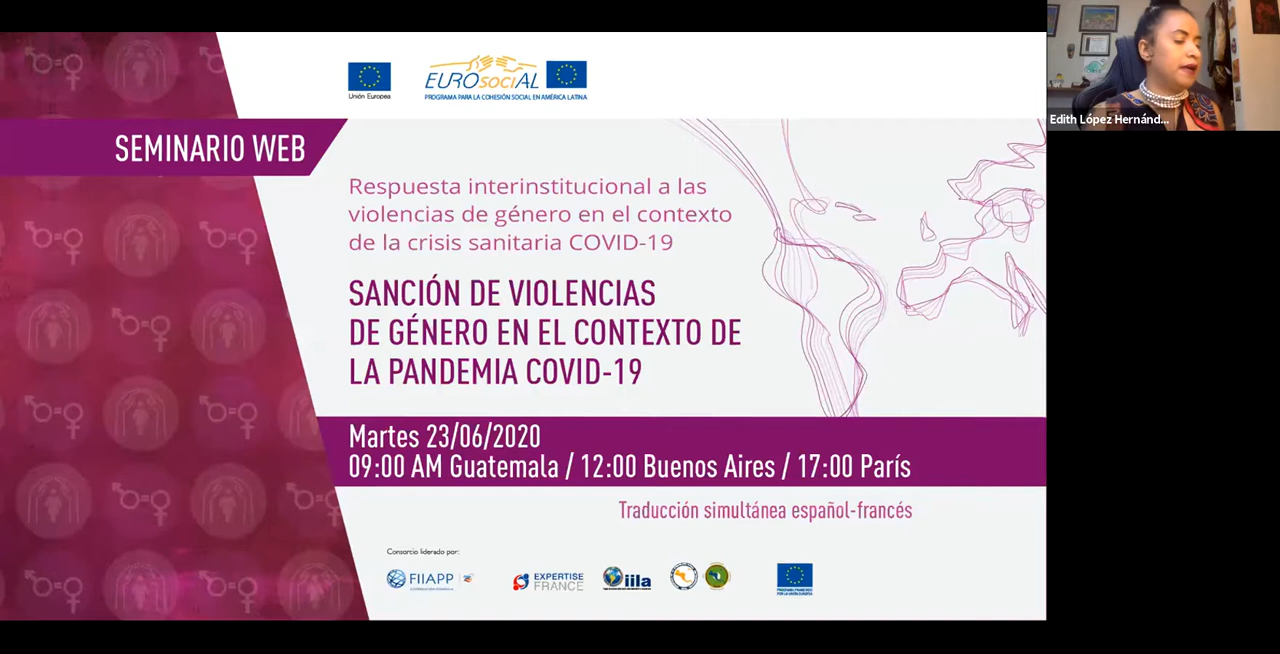 Unión Europea
EUROsociAL
PROGRAMA PARA LA COHESIÓN SOCIAL EN AMÉRICA LATINA
Edith López Hernánd...
SEMINARIO WEB
Respuesta interinstitucional a las
violencias de género en el contexto
de la crisis sanitaria COVID-19
SANCIÓN DE VIOLENCIAS
DE GÉNERO EN EL CONTEXTO DE
LA PANDEMIA COVID-19
Martes 23/06/2020
09:00 AM Guatemala / 12:00 Buenos Aires / 17:00 París
Traducción simultánea español-francés
Consorcio liderado por:
FIIAPP
EXPERTISE
FRANCE
iila